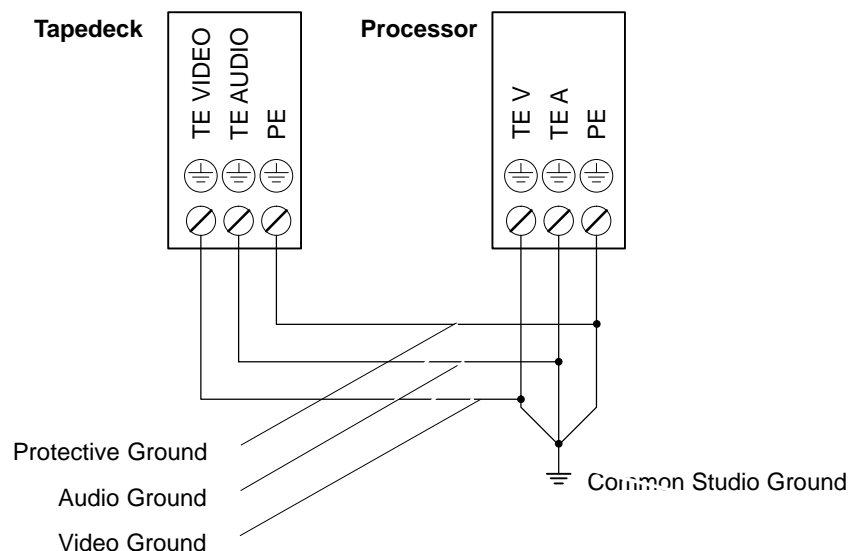 Tapedeck
Processor
TE VIDEO
TE AUDIO
PE
TE V
TE A
PE
Protective Ground
Audio Ground
Video Ground
Common Studio Ground